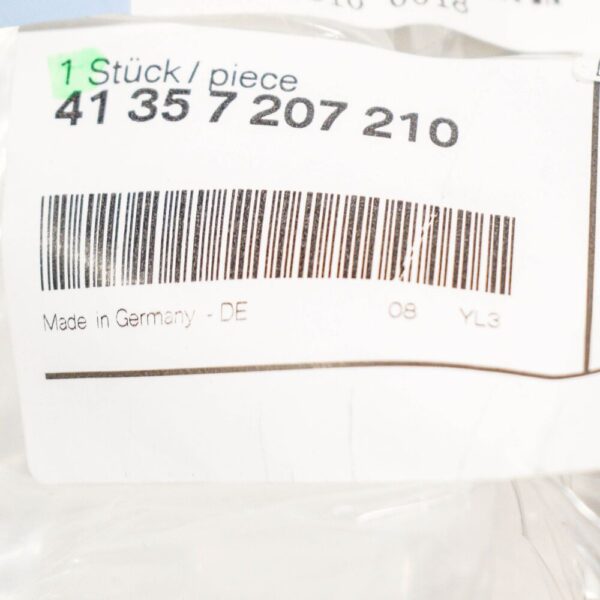 1 Stück / piece
41 35 7 207 210
Made in Germany - DE 08 YL3